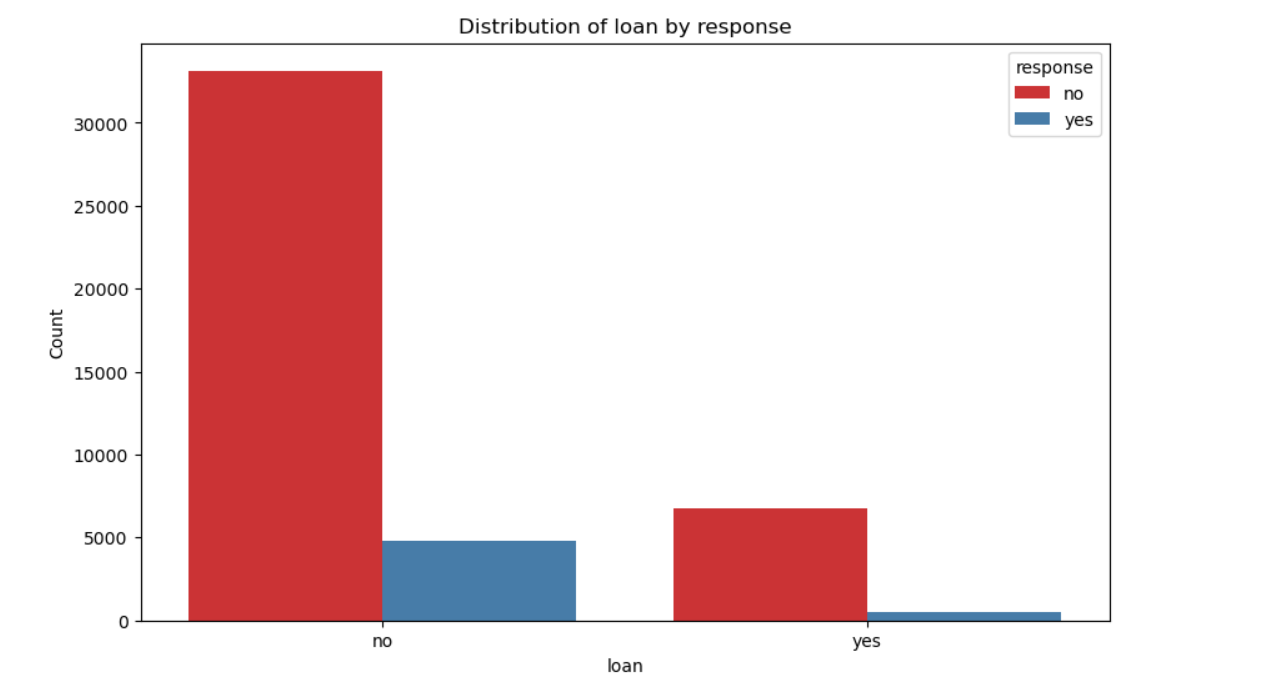 Distribution of loan by response
response
no
yes
30000
25000
20000
15000
10000
5000
0
Count
no
yes
loan